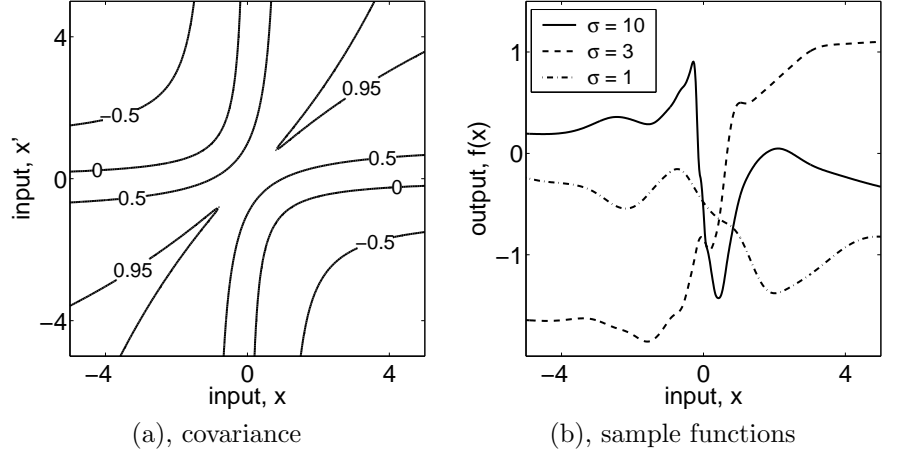 4
0
−4
input, x'
−0.5
0
0.5
0.95
0.5
0
−0.5
0.95
−4
0
4
input, x
(a), covariance
σ = 10
σ = 3
σ = 1
1
0
−1
output, f(x)
−4
0
4
input, x
(b), sample functions